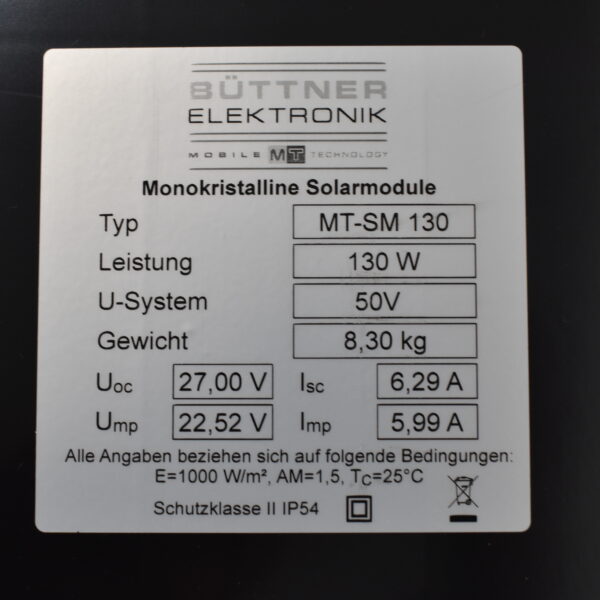 BÜTTNER
ELEKTRONIK
MOBILE MT TECHNOLOGY
Monokristalline Solarmodule
Typ MT-SM 130
Leistung 130 W
U-System 50V
Gewicht 8,30 kg
Uoc 27,00 V Isc 6,29 A
Ump 22,52 V Imp 5,99 A
Alle Angaben beziehen sich auf folgende Bedingungen:
E=1000 W/m², AM=1,5, Tc=25°C
Schutzklasse II IP54